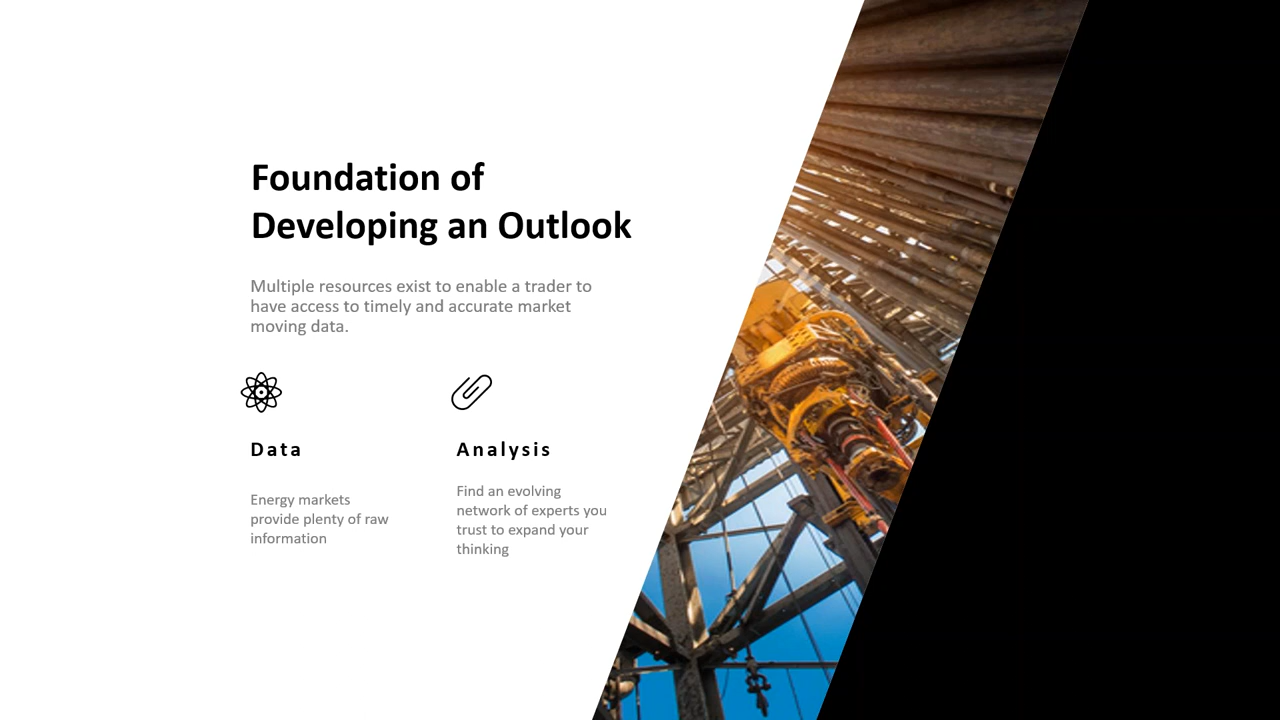 Foundation of
Developing an Outlook
Multiple resources exist to enable a trader to
have access to timely and accurate market
moving data.
Data
Energy markets
provide plenty of raw
information
Analysis
Find an evolving
network of experts you
trust to expand your
thinking